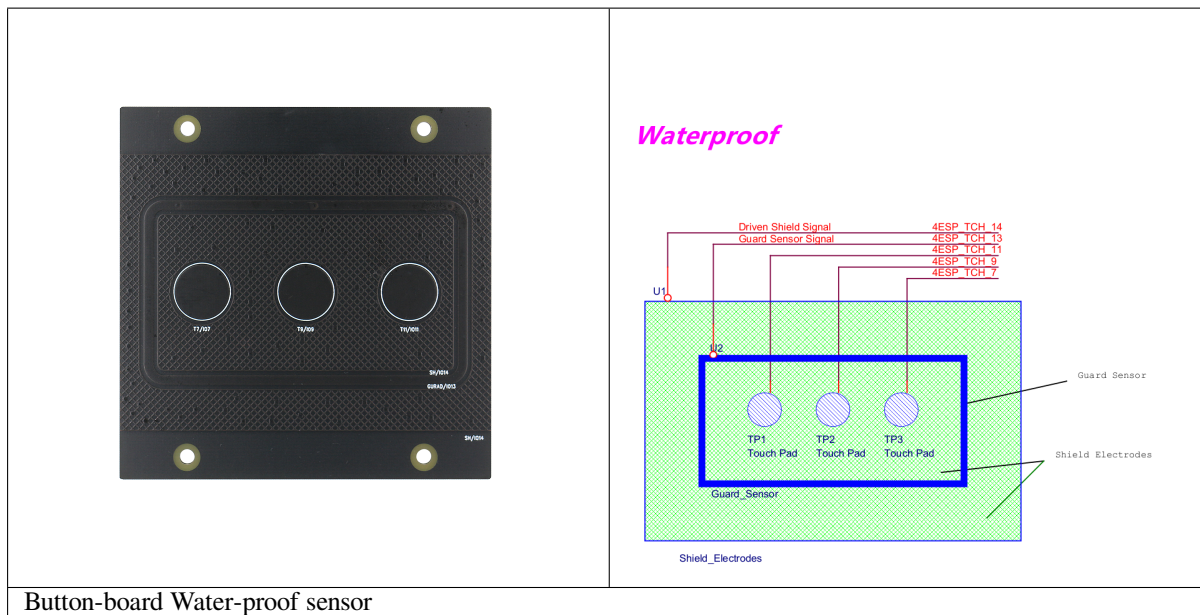 T7/IO7
T9/IO9
T11/IO11
SH/IO14
GURAD/IO13
SH/IO14
Waterproof
Driven Shield Signal
4ESP_TCH_14
Guard Sensor Signal
4ESP_TCH_13
4ESP_TCH_11
4ESP_TCH_9
4ESP_TCH_7
U1
U2
Guard Sensor
TP1
Touch Pad
TP2
Touch Pad
TP3
Touch Pad
Shield Electrodes
Guard_Sensor
Shield_Electrodes
Button-board Water-proof sensor